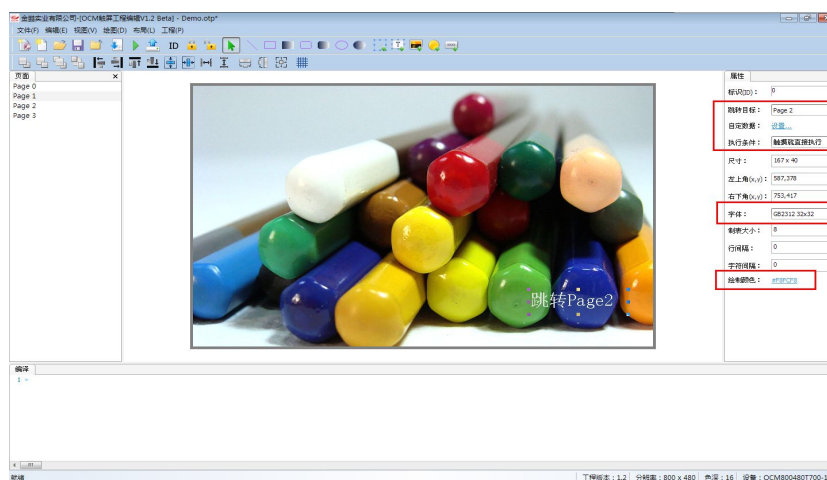 金越实业有限公司-[OCM触屏工程编辑V1.2 Beta] - Demo.otp*
文件(F) 编辑(E) 视图(V) 绘图(D) 布局(L) 工程(P)
ID
页面 x
Page 0
Page 1
Page 2
Page 3
跳转Page2
属性
标识(ID)： 0
跳转目标： Page 2
自定数据： 设置...
执行条件： 触摸就直接执行
尺寸： 167 x 40
左上角(x,y)： 587,378
右下角(x,y)： 753,417
字体： GB2312 32x32
制表大小： 8
行间隔： 0
字符间隔： 0
绘制颜色： #F8FCF8
编译
1
就绪
工程版本：1.2 分辨率：800 x 480 色深：16 设备：OCM800480T700-1